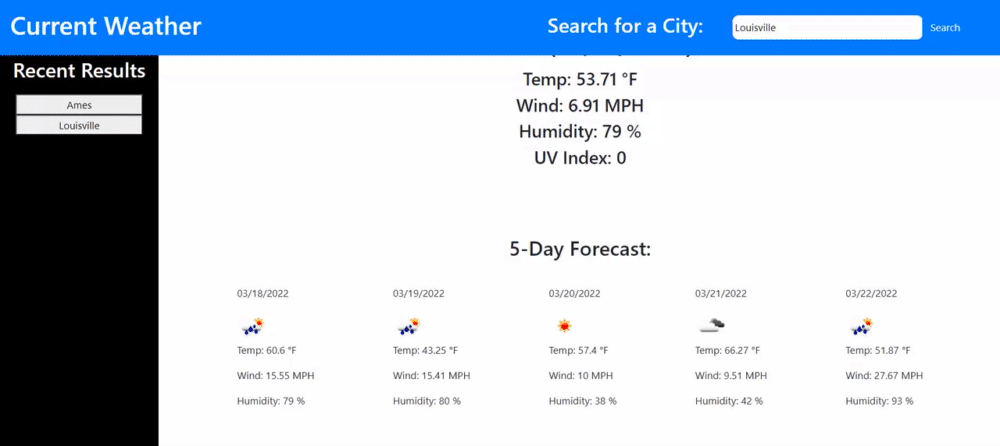 Current Weather
Search for a City:
Louisville
Search
Recent Results
Ames
Louisville
Temp: 53.71 °F
Wind: 6.91 MPH
Humidity: 79 %
UV Index: 0
5-Day Forecast:
03/18/2022 03/19/2022 03/20/2022 03/21/2022 03/22/2022
Temp: 60.6 °F Temp: 43.25 °F Temp: 57.4 °F Temp: 66.27 °F Temp: 51.87 °F
Wind: 15.55 MPH Wind: 15.41 MPH Wind: 10 MPH Wind: 9.51 MPH Wind: 27.67 MPH
Humidity: 79 % Humidity: 80 % Humidity: 38 % Humidity: 42 % Humidity: 93 %